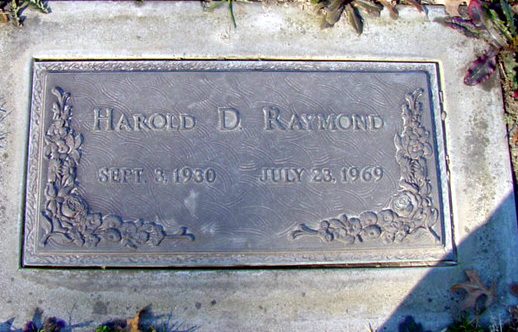 Harold D. Raymond
Sept. 3, 1930 July 23, 1969